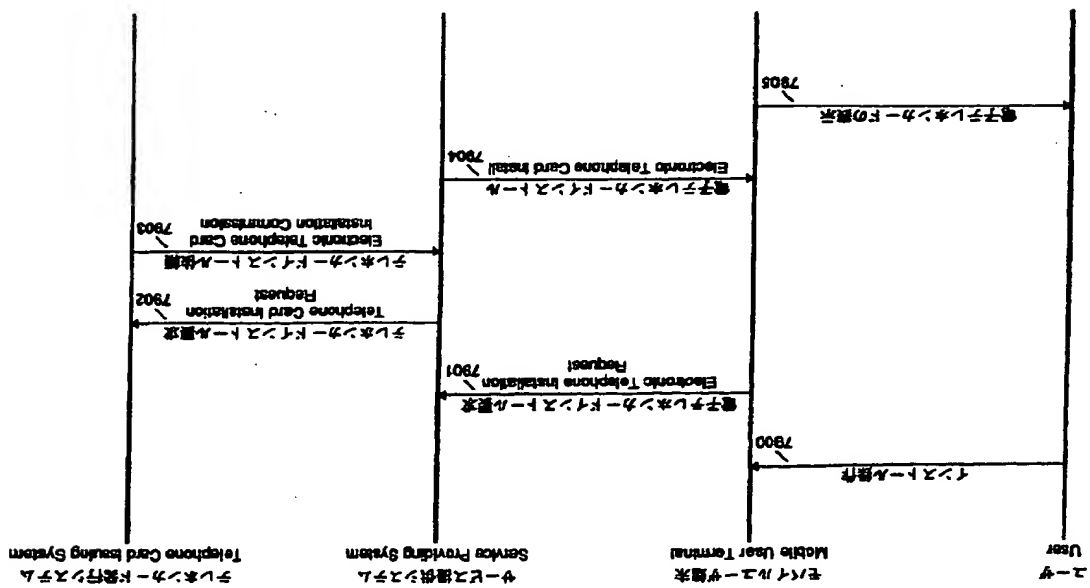 ユーザ
User
モバイルユーザ端末
Mobile User Terminal
サービス提供システム
Service Providing System
テレホンカード発行システム
Telephone Card Issuing System
インストール操作
7900
電子テレホンカードインストール要求
Electronic Telephone Installation
Request
7901
テレホンカードインストール要求
Telephone Card Installation
Request
7902
テレホンカードインストール依頼
Electronic Telephone Card
Installation Commission
7903
電子テレホンカードインストール
Electronic Telephone Card Install
7904
電子テレホンカードの表示
7905